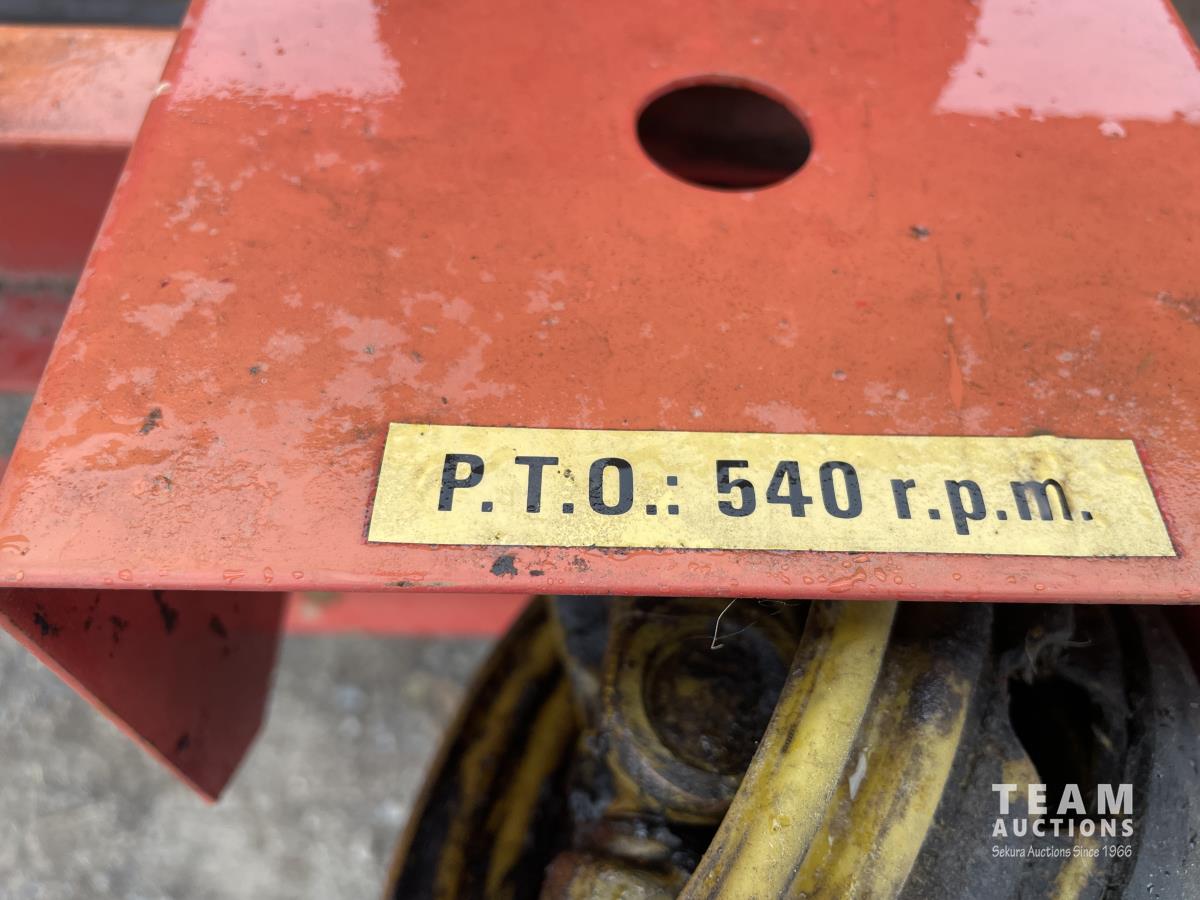 P.T.O.: 540 r.p.m.
TEAM
AUCTIONS
Sekura Auctions Since 1966